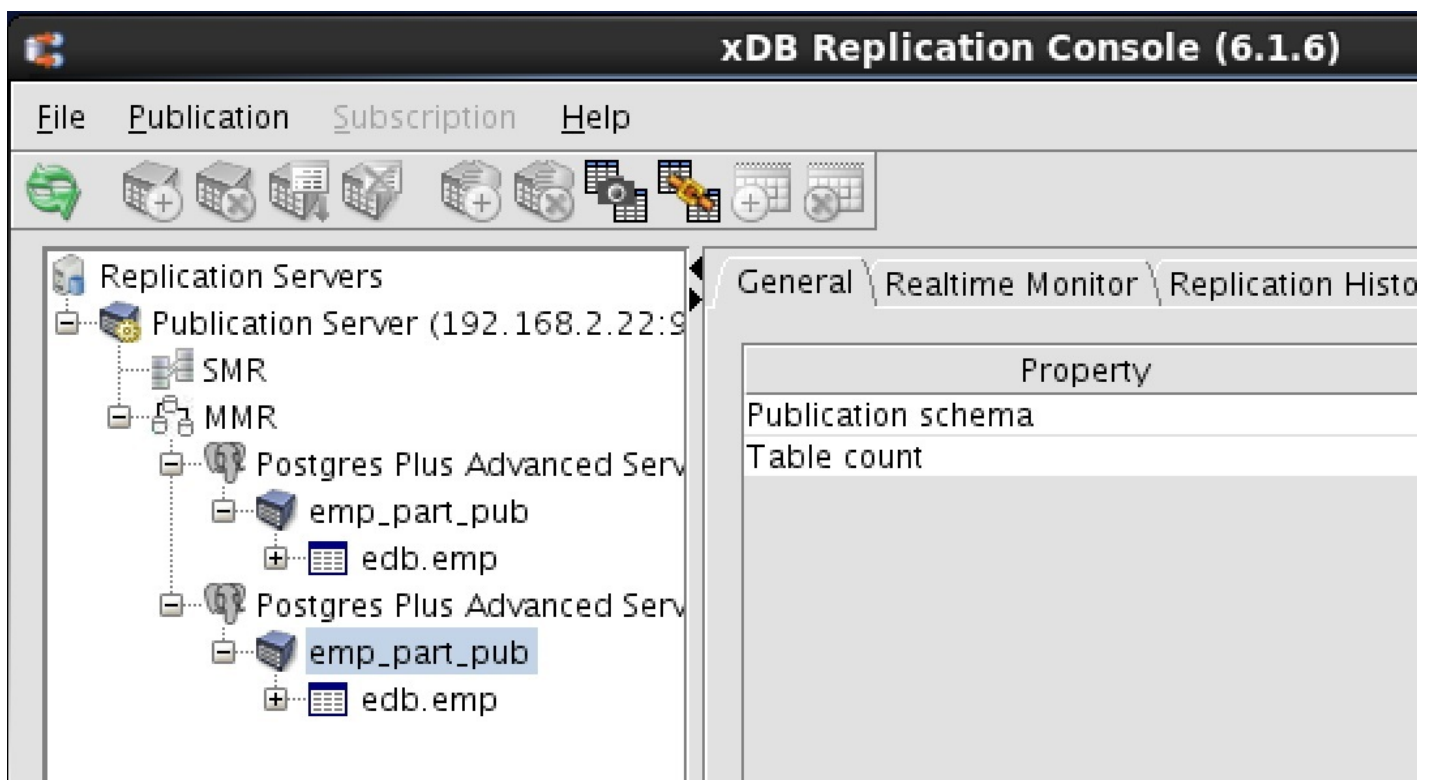 xDB Replication Console (6.1.6)
File Publication Subscription Help
Replication Servers
Publication Server (192.168.2.22:9
SMR
MMR
Postgres Plus Advanced Serv
emp_part_pub
edb.emp
Postgres Plus Advanced Serv
emp_part_pub
edb.emp
General Realtime Monitor Replication Histo
Property
Publication schema
Table count